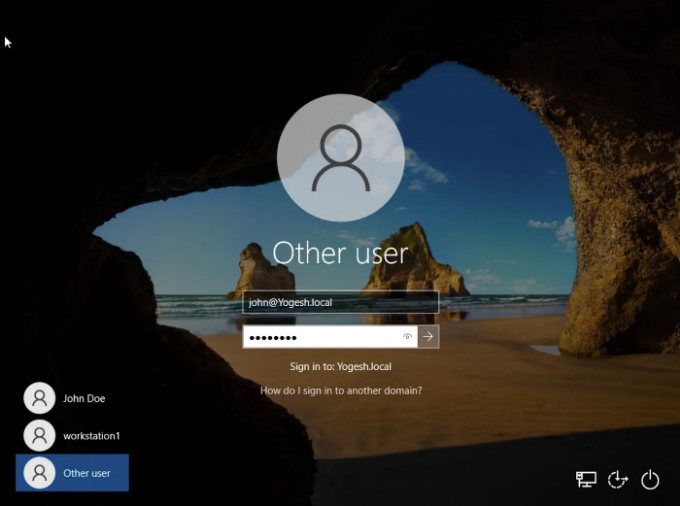 Other user
john@Yogesh.local
Sign in to: Yogesh.local
How do I sign in to another domain?
John Doe
workstation1
Other user